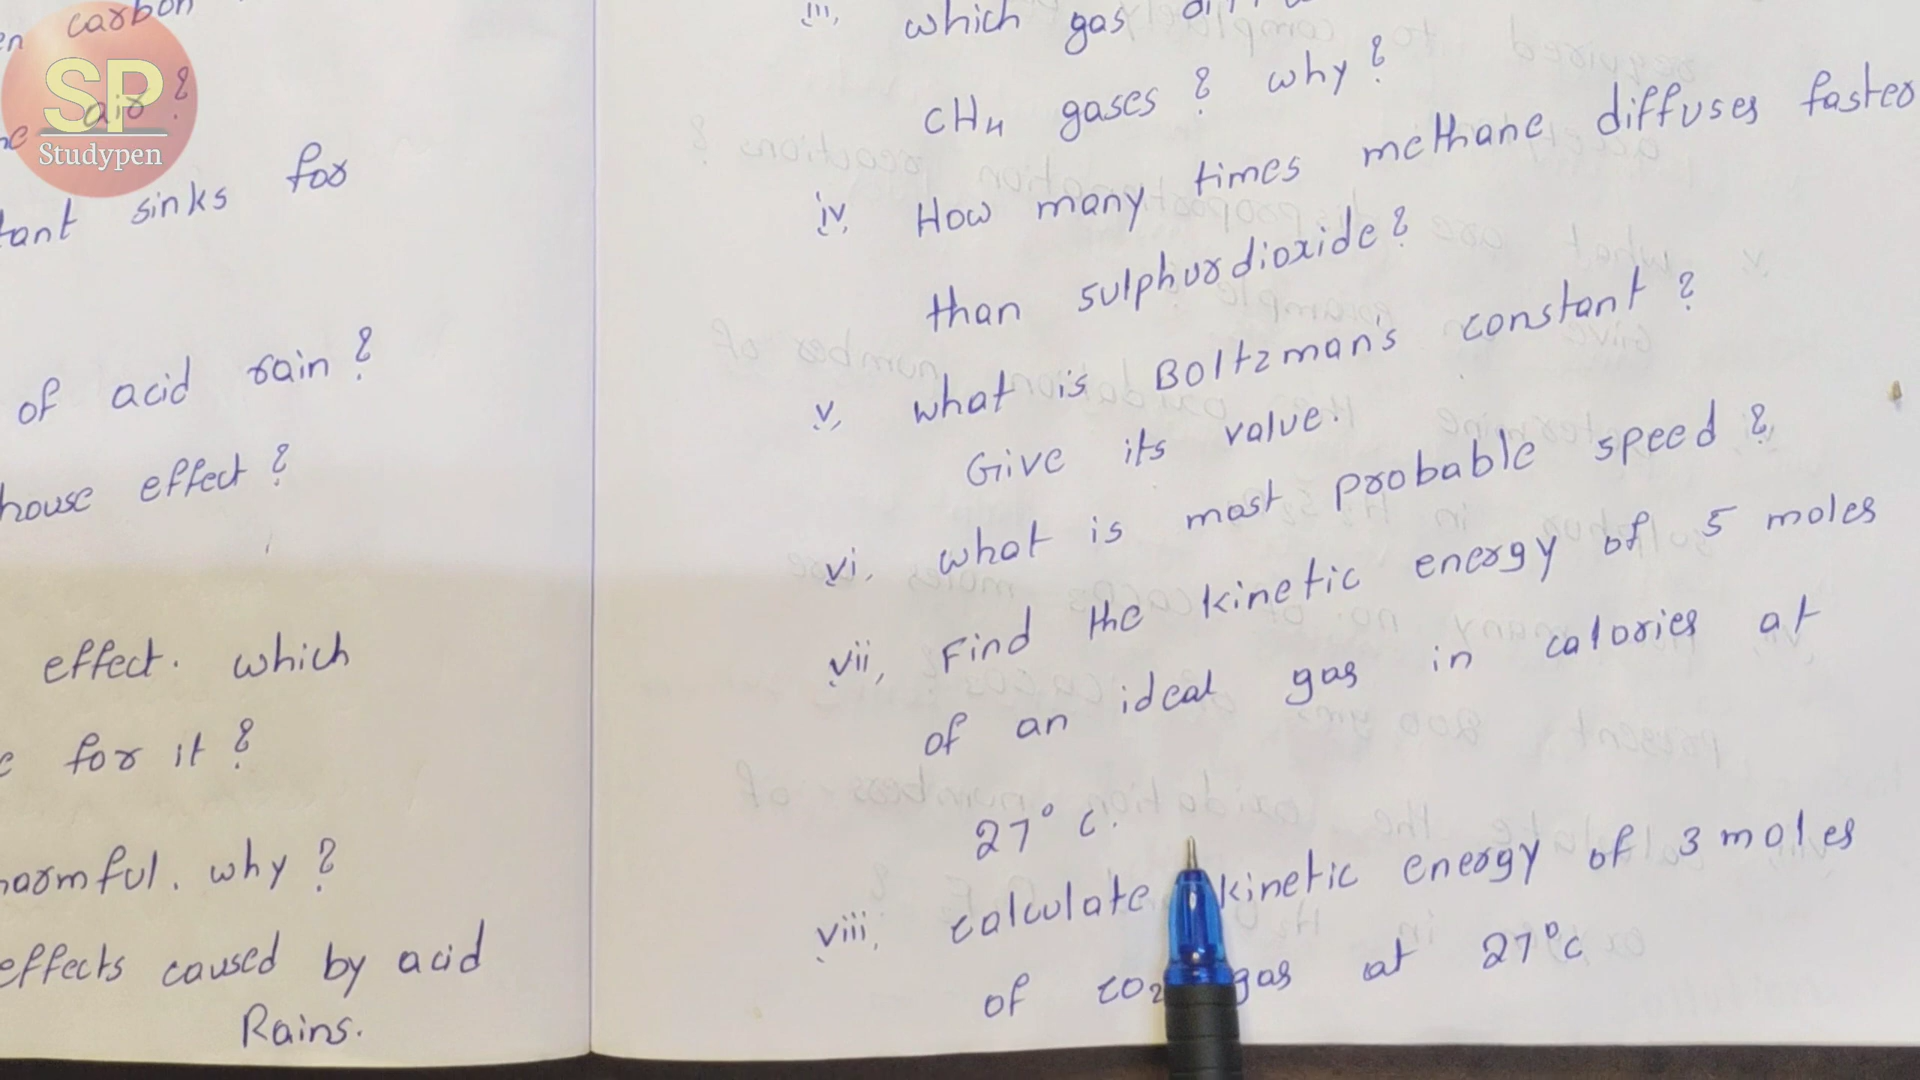 carbon
SP
Studypen
air?
tant sinks for
of acid rain?
house effect?
effect. which
for it?
harmful. why?
effects caused by acid
Rains.
iii, which gas
CH4 gases? why?
iv, How many times methane diffuses faster
than sulphurdioxide?
v, what is Boltzman's constant?
Give its value.
vi, what is most probable speed?
vii, Find the kinetic energy of 5 moles
of an ideal gas in calories at
27° c.
viii, calculate kinetic energy of 3 moles
of co2 gas at 27°c